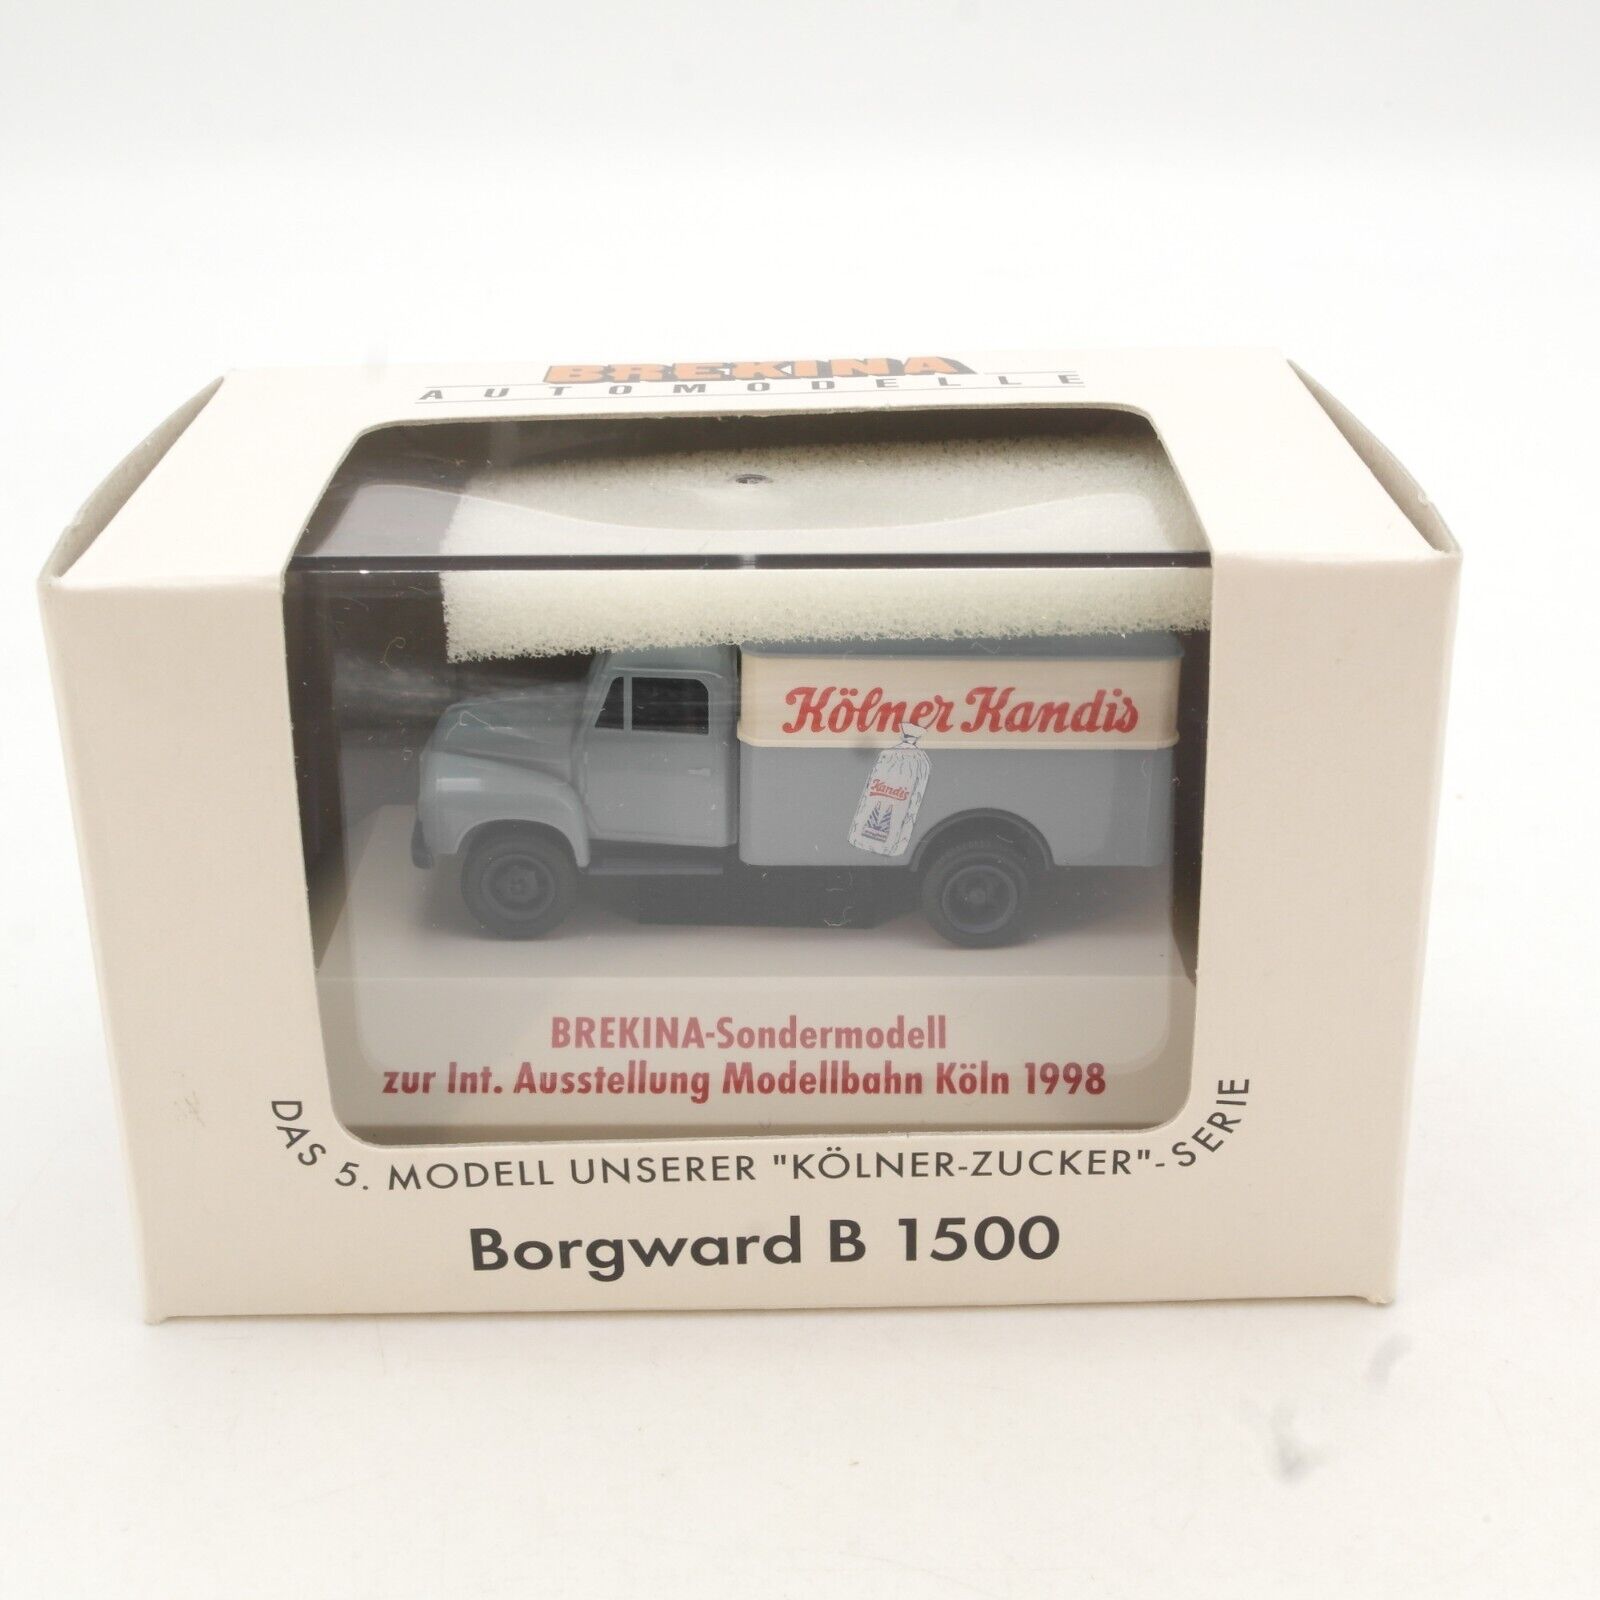 BREKINA
AUTOMODELLE
Kölner Kandis
Kandis
BREKINA-Sondermodell
zur Int. Ausstellung Modellbahn Köln 1998
DAS 5. MODELL UNSERER "KÖLNER-ZUCKER"-SERIE
Borgward B 1500